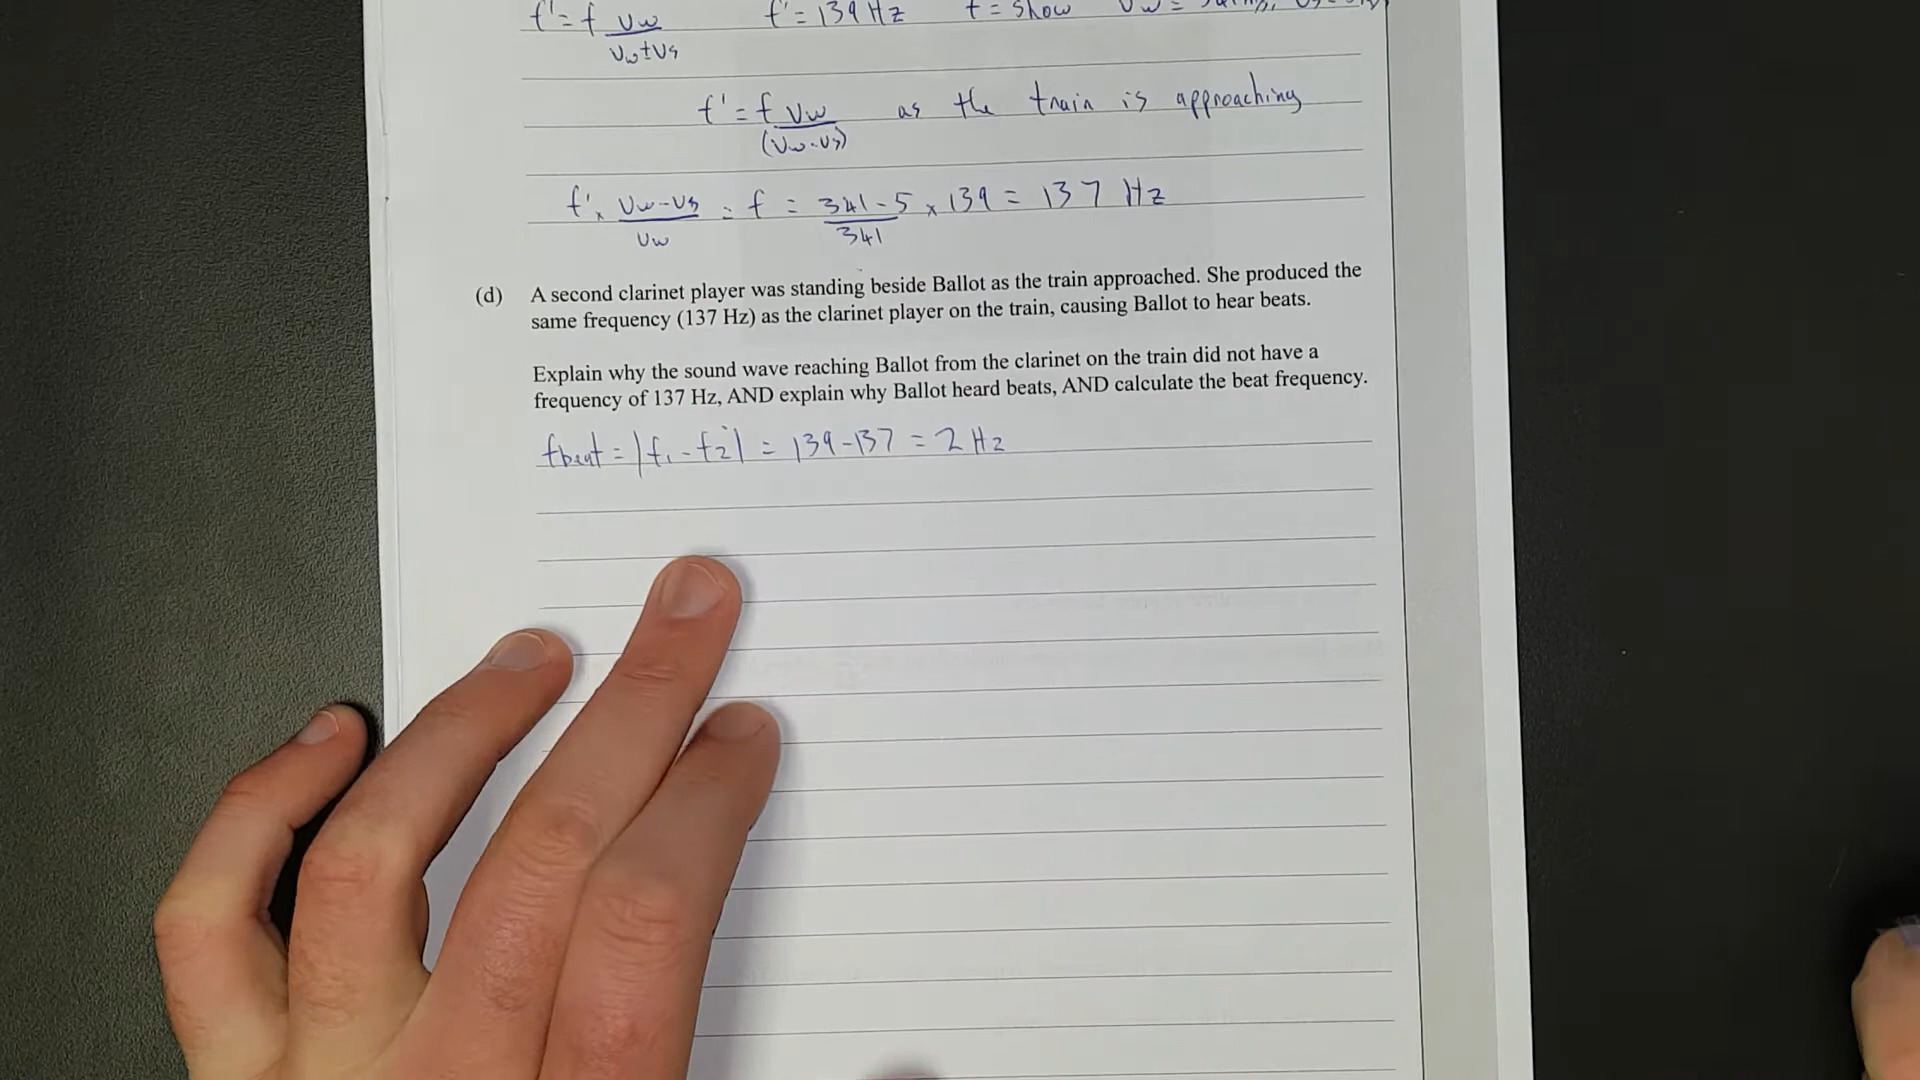 f' = f vw f' = 139 Hz f = show vw =
vw ± vs
f' = f vw as the train is approaching
(vw - vs)
f' × vw - vs = f = 341 - 5 × 139 = 137 Hz
vw 341
(d) A second clarinet player was standing beside Ballot as the train approached. She produced the
same frequency (137 Hz) as the clarinet player on the train, causing Ballot to hear beats.
Explain why the sound wave reaching Ballot from the clarinet on the train did not have a
frequency of 137 Hz, AND explain why Ballot heard beats, AND calculate the beat frequency.
fbeat = |f1 - f2| = 139 - 137 = 2 Hz